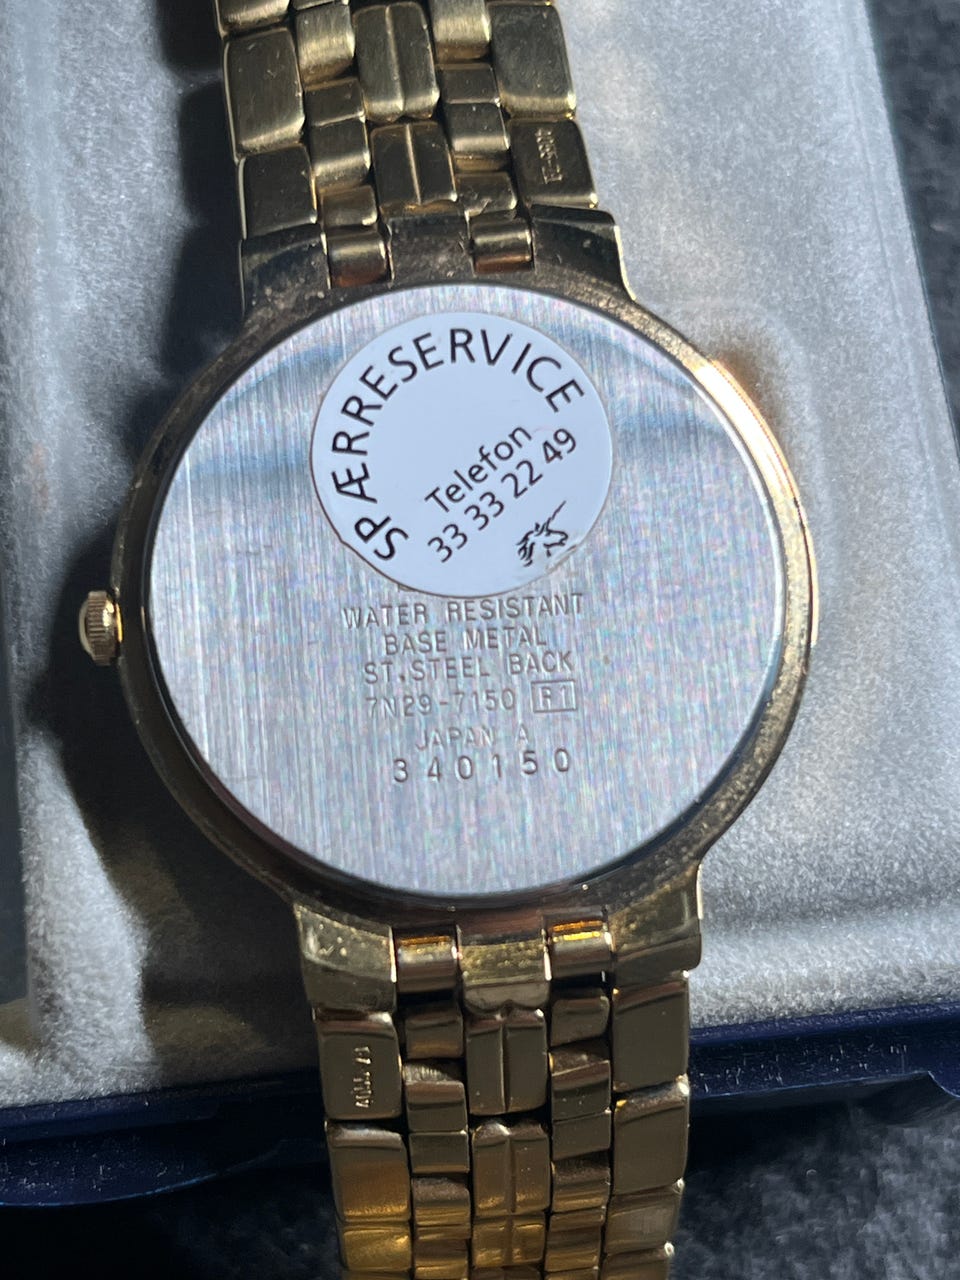 SPÆRRESERVICE
Telefon
33 33 22 49
WATER RESISTANT
BASE METAL
ST.STEEL BACK
7N29-7150 R1
JAPAN A
340150